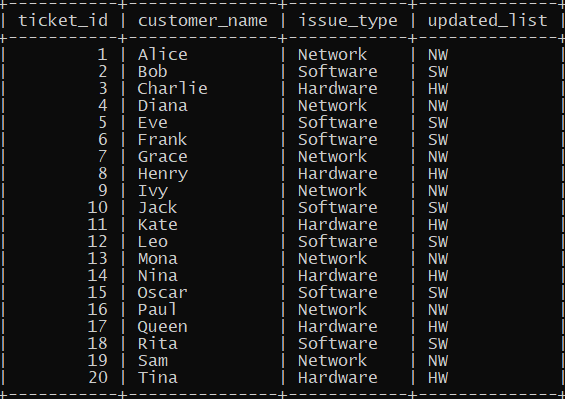 +-----------+---------------+------------+--------------+
| ticket_id | customer_name | issue_type | updated_list |
+-----------+---------------+------------+--------------+
|         1 | Alice         | Network    | NW           |
|         2 | Bob           | Software   | SW           |
|         3 | Charlie       | Hardware   | HW           |
|         4 | Diana         | Network    | NW           |
|         5 | Eve           | Software   | SW           |
|         6 | Frank         | Software   | SW           |
|         7 | Grace         | Network    | NW           |
|         8 | Henry         | Hardware   | HW           |
|         9 | Ivy           | Network    | NW           |
|        10 | Jack          | Software   | SW           |
|        11 | Kate          | Hardware   | HW           |
|        12 | Leo           | Software   | SW           |
|        13 | Mona          | Network    | NW           |
|        14 | Nina          | Hardware   | HW           |
|        15 | Oscar         | Software   | SW           |
|        16 | Paul          | Network    | NW           |
|        17 | Queen         | Hardware   | HW           |
|        18 | Rita          | Software   | SW           |
|        19 | Sam           | Network    | NW           |
|        20 | Tina          | Hardware   | HW           |
+-----------+---------------+------------+--------------+